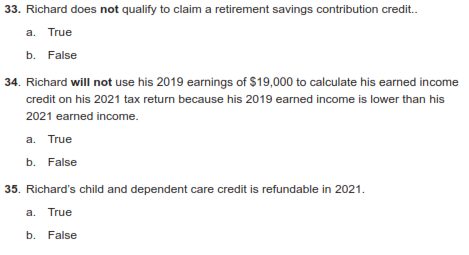 33. Richard does not qualify to claim a retirement savings contribution credit..
a. True
b. False
34. Richard will not use his 2019 earnings of $19,000 to calculate his earned income
credit on his 2021 tax return because his 2019 earned income is lower than his
2021 earned income.
a. True
b. False
35. Richard's child and dependent care credit is refundable in 2021.
a. True
b. False